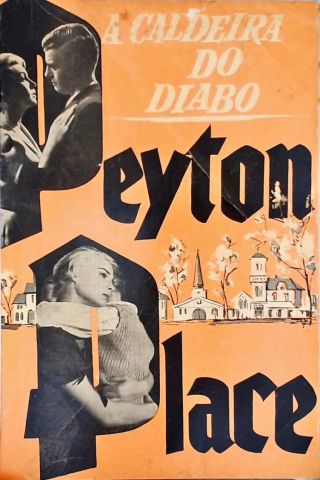 A CALDEIRA
DO
DIABO
Peyton
Place